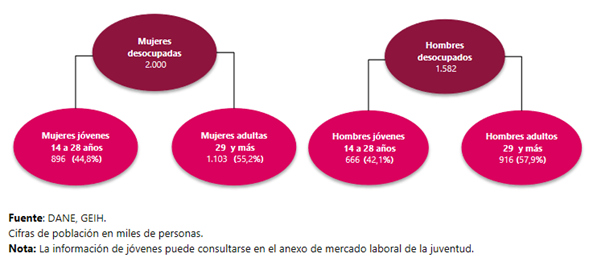 Mujeres
desocupadas
2.000
Hombres
desocupados
1.582
Mujeres jóvenes
14 a 28 años
896 (44,8%)
Mujeres adultas
29 y más
1.103 (55,2%)
Hombres jóvenes
14 a 28 años
666 (42,1%)
Hombres adultos
29 y más
916 (57,9%)
Fuente: DANE, GEIH.
Cifras de población en miles de personas.
Nota: La información de jóvenes puede consultarse en el anexo de mercado laboral de la juventud.